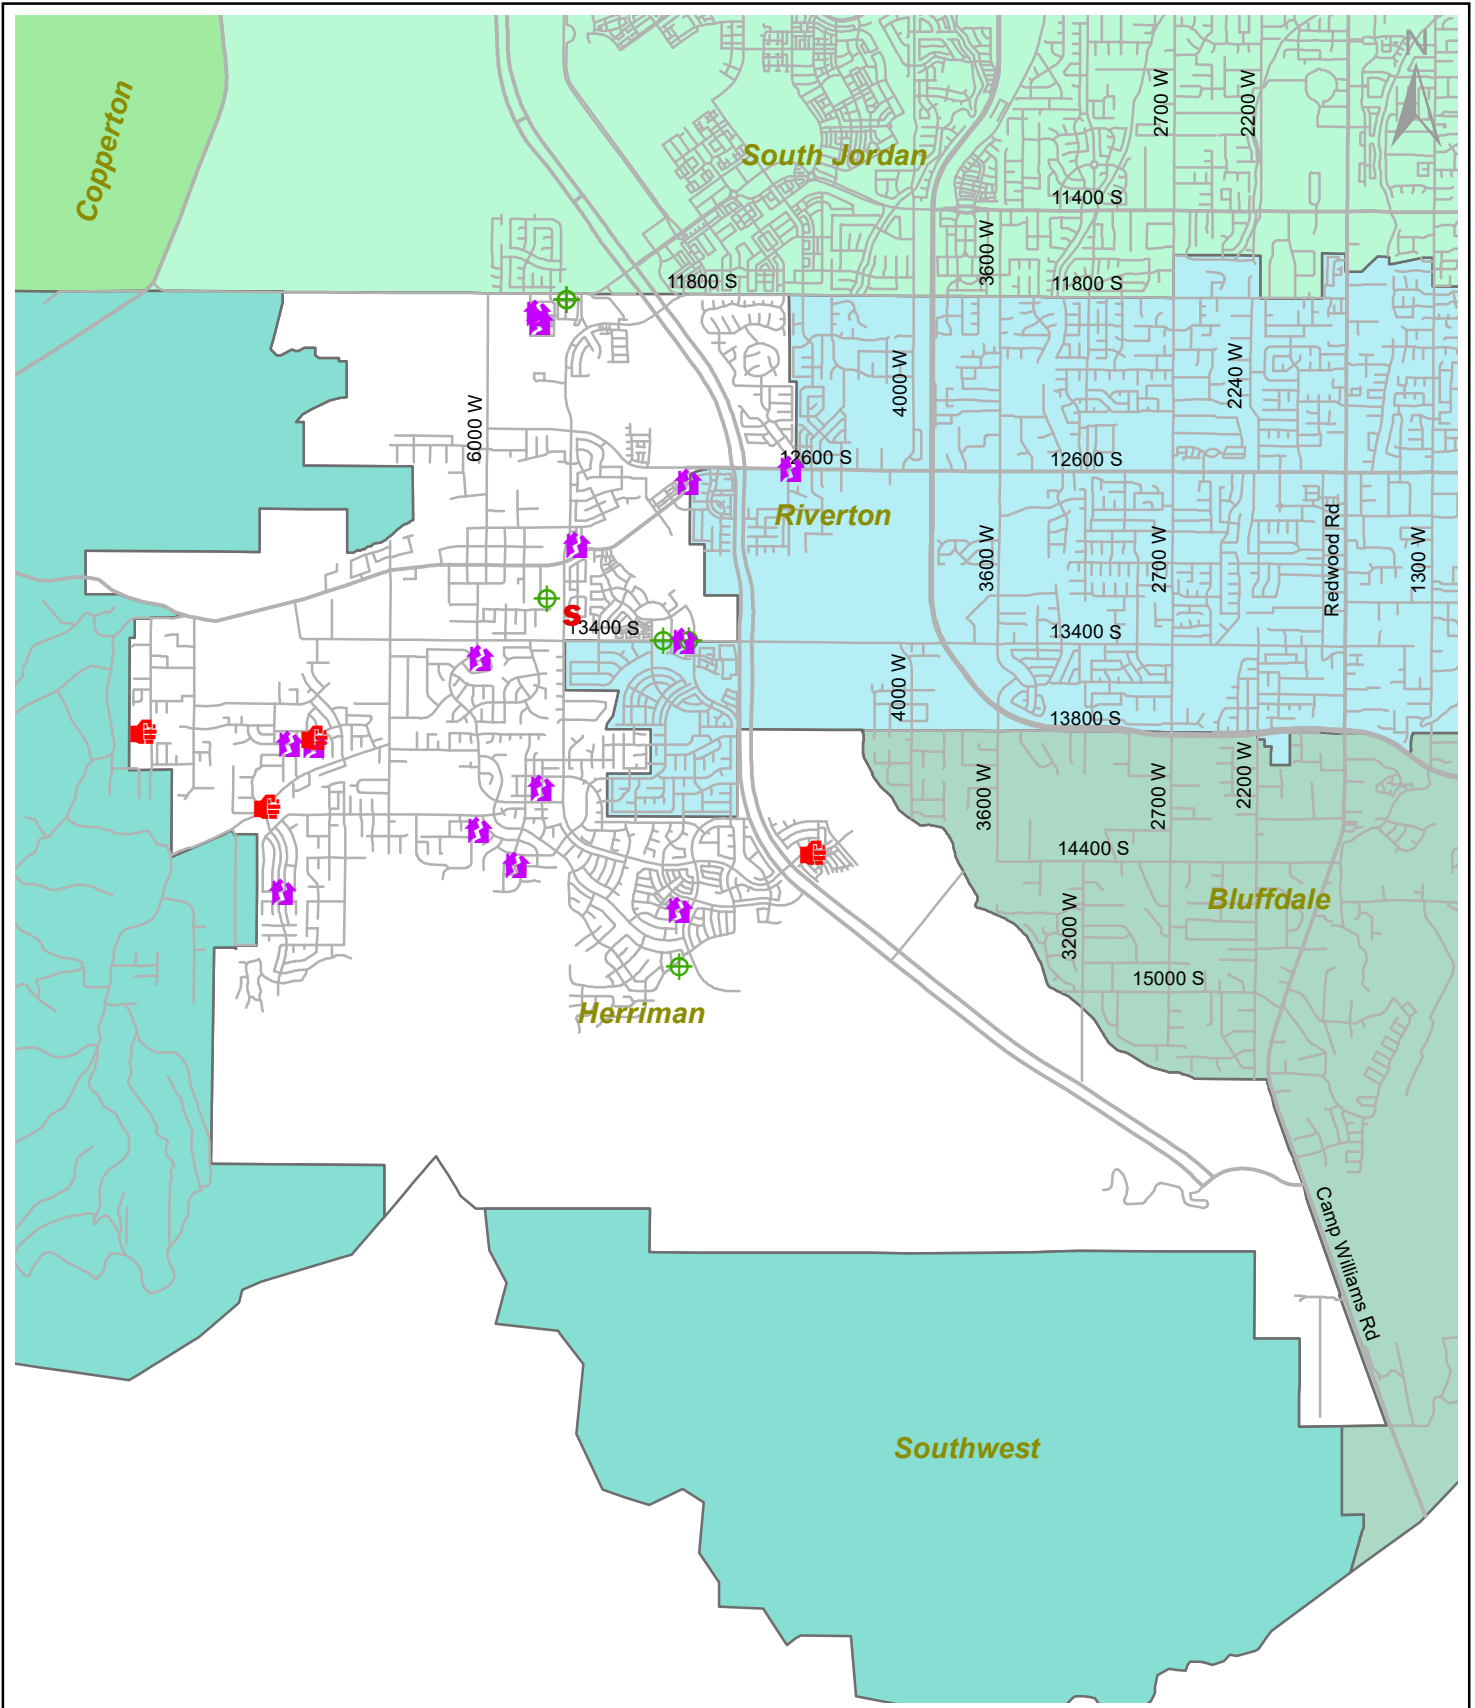 N
Copperton
South Jordan
2700 W
2200 W
11400 S
3600 W
11800 S
11800 S
4000 W
2240 W
6000 W
12600 S
12600 S
Riverton
3600 W
2700 W
Redwood Rd
1300 W
S
13400 S
13400 S
4000 W
13800 S
3600 W
2700 W
2200 W
14400 S
Bluffdale
3200 W
15000 S
Herriman
Camp Williams Rd
Southwest